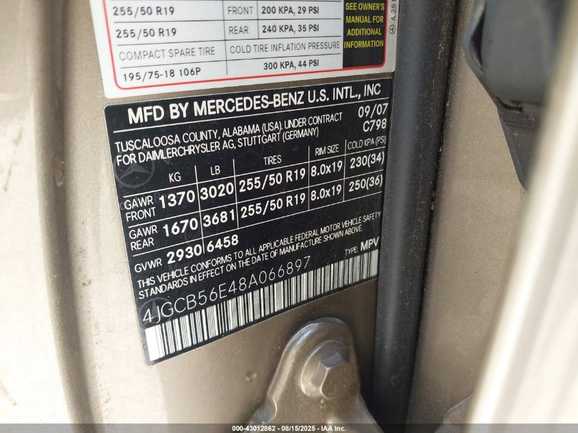 255/50 R19 FRONT 200 KPA, 29 PSI
255/50 R19 REAR 240 KPA, 35 PSI
COMPACT SPARE TIRE COLD TIRE INFLATION PRESSURE
195/75-18 106P 300 KPA, 44 PSI
SEE OWNER'S
MANUAL FOR
ADDITIONAL
INFORMATION
MFD BY MERCEDES-BENZ U.S. INTL., INC
TUSCALOOSA COUNTY, ALABAMA (USA) UNDER CONTRACT 09/07
FOR DAIMLERCHRYSLER AG, STUTTGART (GERMANY) C798
KG LB TIRES RIM SIZE COLD KPA (PSI)
GAWR FRONT 1370 3020 255/50 R19 8.0x19 230(34)
GAWR REAR 1670 3681 255/50 R19 8.0x19 250(36)
GVWR 2930 6458
THIS VEHICLE CONFORMS TO ALL APPLICABLE FEDERAL MOTOR VEHICLE SAFETY
STANDARDS IN EFFECT ON THE DATE OF MANUFACTURE SHOWN ABOVE.
4JGCB56E48A066897 TYPE: MPV
000-43012862 - 08/15/2025 - IAA Inc.